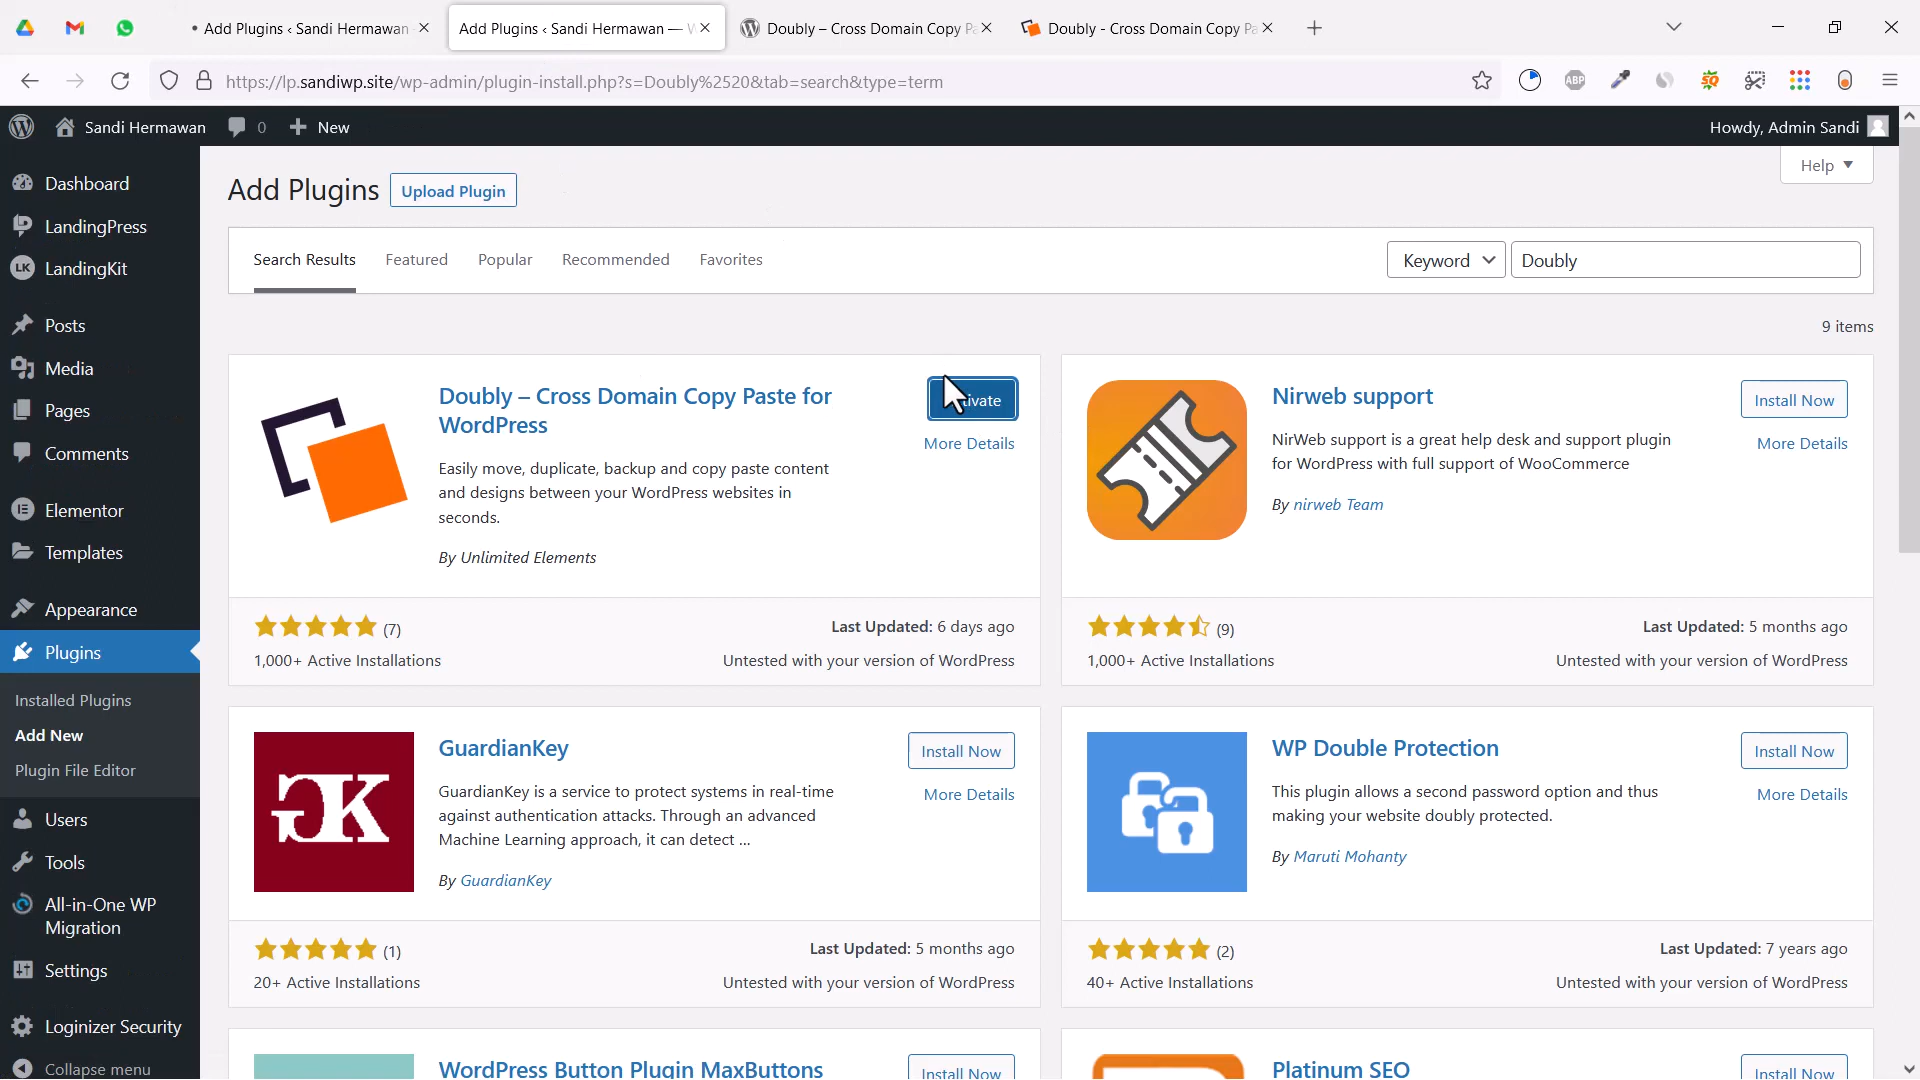 Add Plugins ‹ Sandi Hermawan
Add Plugins ‹ Sandi Hermawan — W
Doubly – Cross Domain Copy Pa
Doubly - Cross Domain Copy Pa
https://lp.sandiwp.site/wp-admin/plugin-install.php?s=Doubly%2520&tab=search&type=term
ABP
SQ
Sandi Hermawan
0
New
Howdy, Admin Sandi
Dashboard
LandingPress
LK
LandingKit
Posts
Media
Pages
Comments
Elementor
Templates
Appearance
Plugins
Installed Plugins
Add New
Plugin File Editor
Users
Tools
All-in-One WP
Migration
Settings
Loginizer Security
Collapse menu
Help
Add Plugins
Upload Plugin
Search Results
Featured
Popular
Recommended
Favorites
Keyword
Doubly
9 items
Doubly – Cross Domain Copy Paste for
WordPress
More Details
Easily move, duplicate, backup and copy paste content
and designs between your WordPress websites in
seconds.
By Unlimited Elements
(7)
Last Updated: 6 days ago
1,000+ Active Installations
Untested with your version of WordPress
Nirweb support
Install Now
More Details
NirWeb support is a great help desk and support plugin
for WordPress with full support of WooCommerce
By nirweb Team
(9)
Last Updated: 5 months ago
1,000+ Active Installations
Untested with your version of WordPress
GK
GuardianKey
Install Now
More Details
GuardianKey is a service to protect systems in real-time
against authentication attacks. Through an advanced
Machine Learning approach, it can detect ...
By GuardianKey
(1)
Last Updated: 5 months ago
20+ Active Installations
Untested with your version of WordPress
WP Double Protection
Install Now
More Details
This plugin allows a second password option and thus
making your website doubly protected.
By Maruti Mohanty
(2)
Last Updated: 7 years ago
40+ Active Installations
Untested with your version of WordPress
WordPress Button Plugin MaxButtons
Install Now
Platinum SEO
Install Now